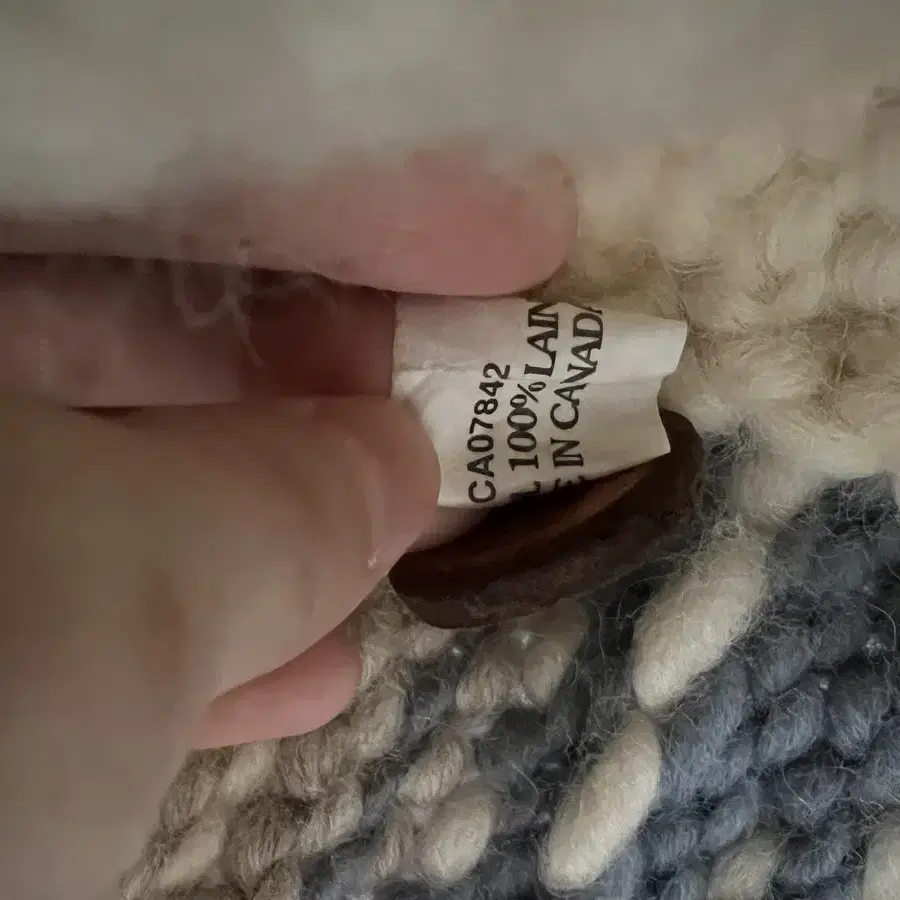 CA07842
L 100% LAIN
E IN CANADA